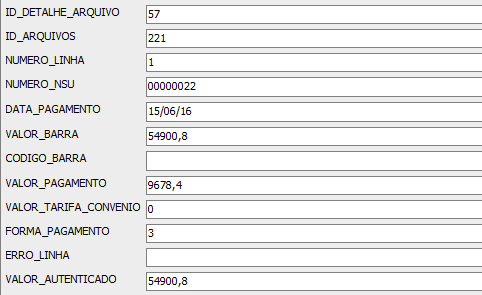 ID_DETALHE_ARQUIVO 57
ID_ARQUIVOS 221
NUMERO_LINHA 1
NUMERO_NSU 00000022
DATA_PAGAMENTO 15/06/16
VALOR_BARRA 54900,8
CODIGO_BARRA
VALOR_PAGAMENTO 9678,4
VALOR_TARIFA_CONVENIO 0
FORMA_PAGAMENTO 3
ERRO_LINHA
VALOR_AUTENTICADO 54900,8